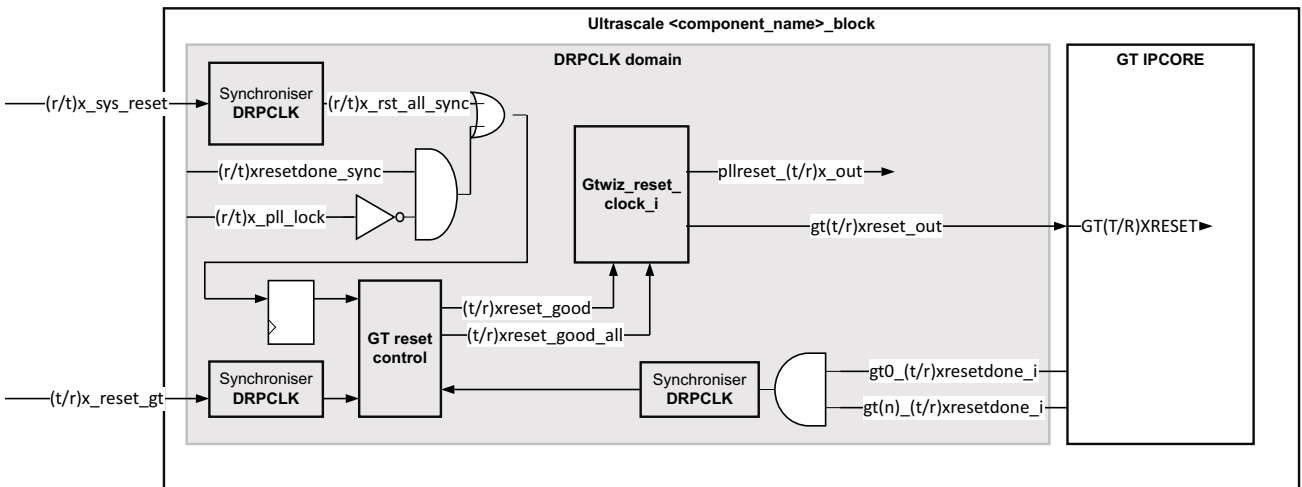 Ultrascale <component_name>_block
DRPCLK domain
GT IPCORE
(r/t)x_sys_reset
Synchroniser
DRPCLK
(r/t)x_rst_all_sync
(r/t)xresetdone_sync
(r/t)x_pll_lock
Gtwiz_reset_
clock_i
pllreset_(t/r)x_out
gt(t/r)xreset_out
GT(T/R)XRESET
GT reset
control
(t/r)xreset_good
(t/r)xreset_good_all
(t/r)x_reset_gt
Synchroniser
DRPCLK
Synchroniser
DRPCLK
gt0_(t/r)xresetdone_i
gt(n)_(t/r)xresetdone_i